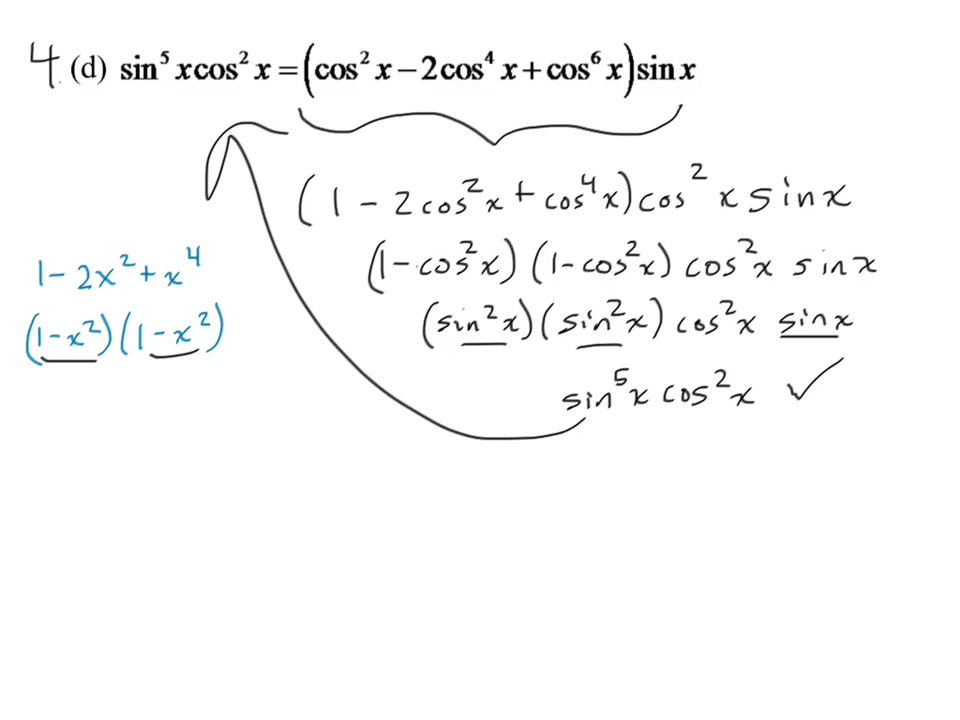 4. (d) sin⁵ x cos² x = (cos² x − 2cos⁴ x + cos⁶ x) sin x
(1 − 2cos²x + cos⁴x) cos² x sin x
(1 − cos²x) (1 − cos²x) cos²x sin x
(sin²x) (sin²x) cos²x sin x
sin⁵x cos²x ✓
1 − 2x² + x⁴
(1−x²) (1−x²)